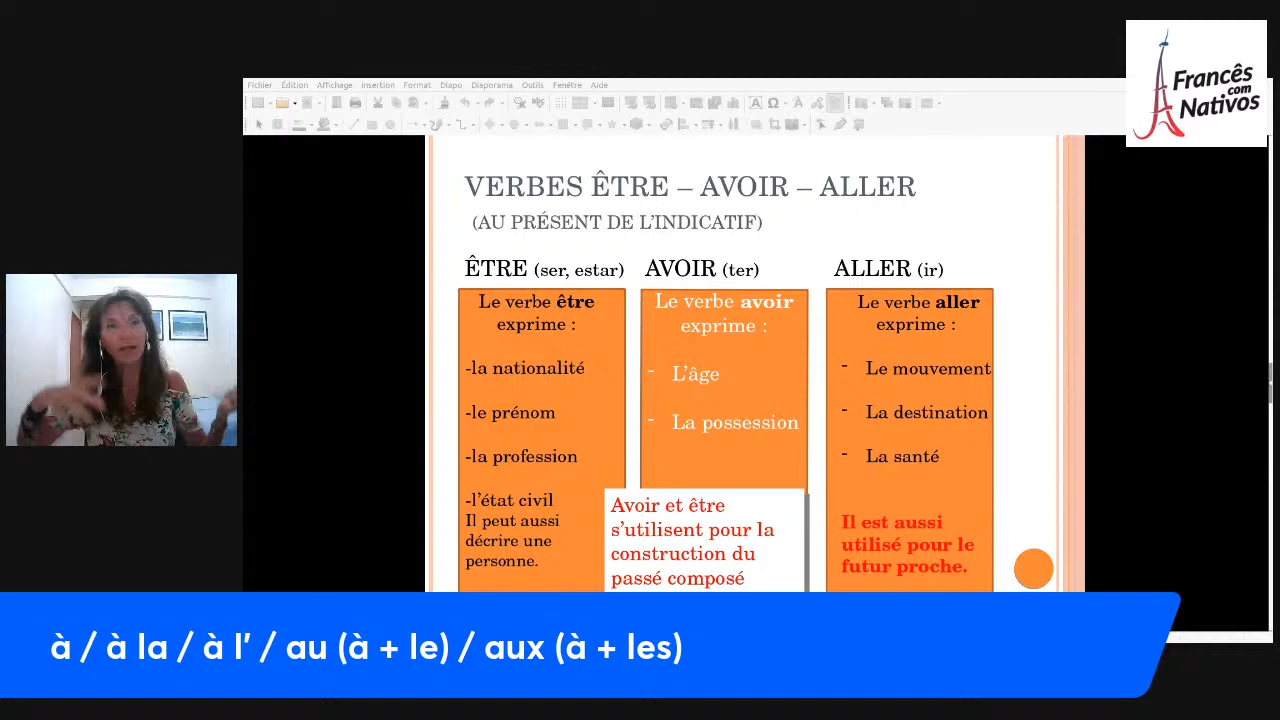 Francês
com
Nativos
Fichier Édition Affichage Insertion Format Diapo Diaporama Outils Fenêtre Aide
VERBES ÊTRE – AVOIR – ALLER
(AU PRÉSENT DE L’INDICATIF)
ÊTRE (ser, estar) AVOIR (ter) ALLER (ir)
Le verbe être
exprime :
-la nationalité
-le prénom
-la profession
-l’état civil
Il peut aussi
décrire une
personne.
Le verbe avoir
exprime :
- L’âge
- La possession
Avoir et être
s’utilisent pour la
construction du
passé composé
Le verbe aller
exprime :
- Le mouvement
- La destination
- La santé
Il est aussi
utilisé pour le
futur proche.
à / à la / à l’ / au (à + le) / aux (à + les)